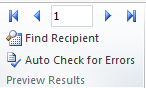 1
Find Recipient
Auto Check for Errors
Preview Results